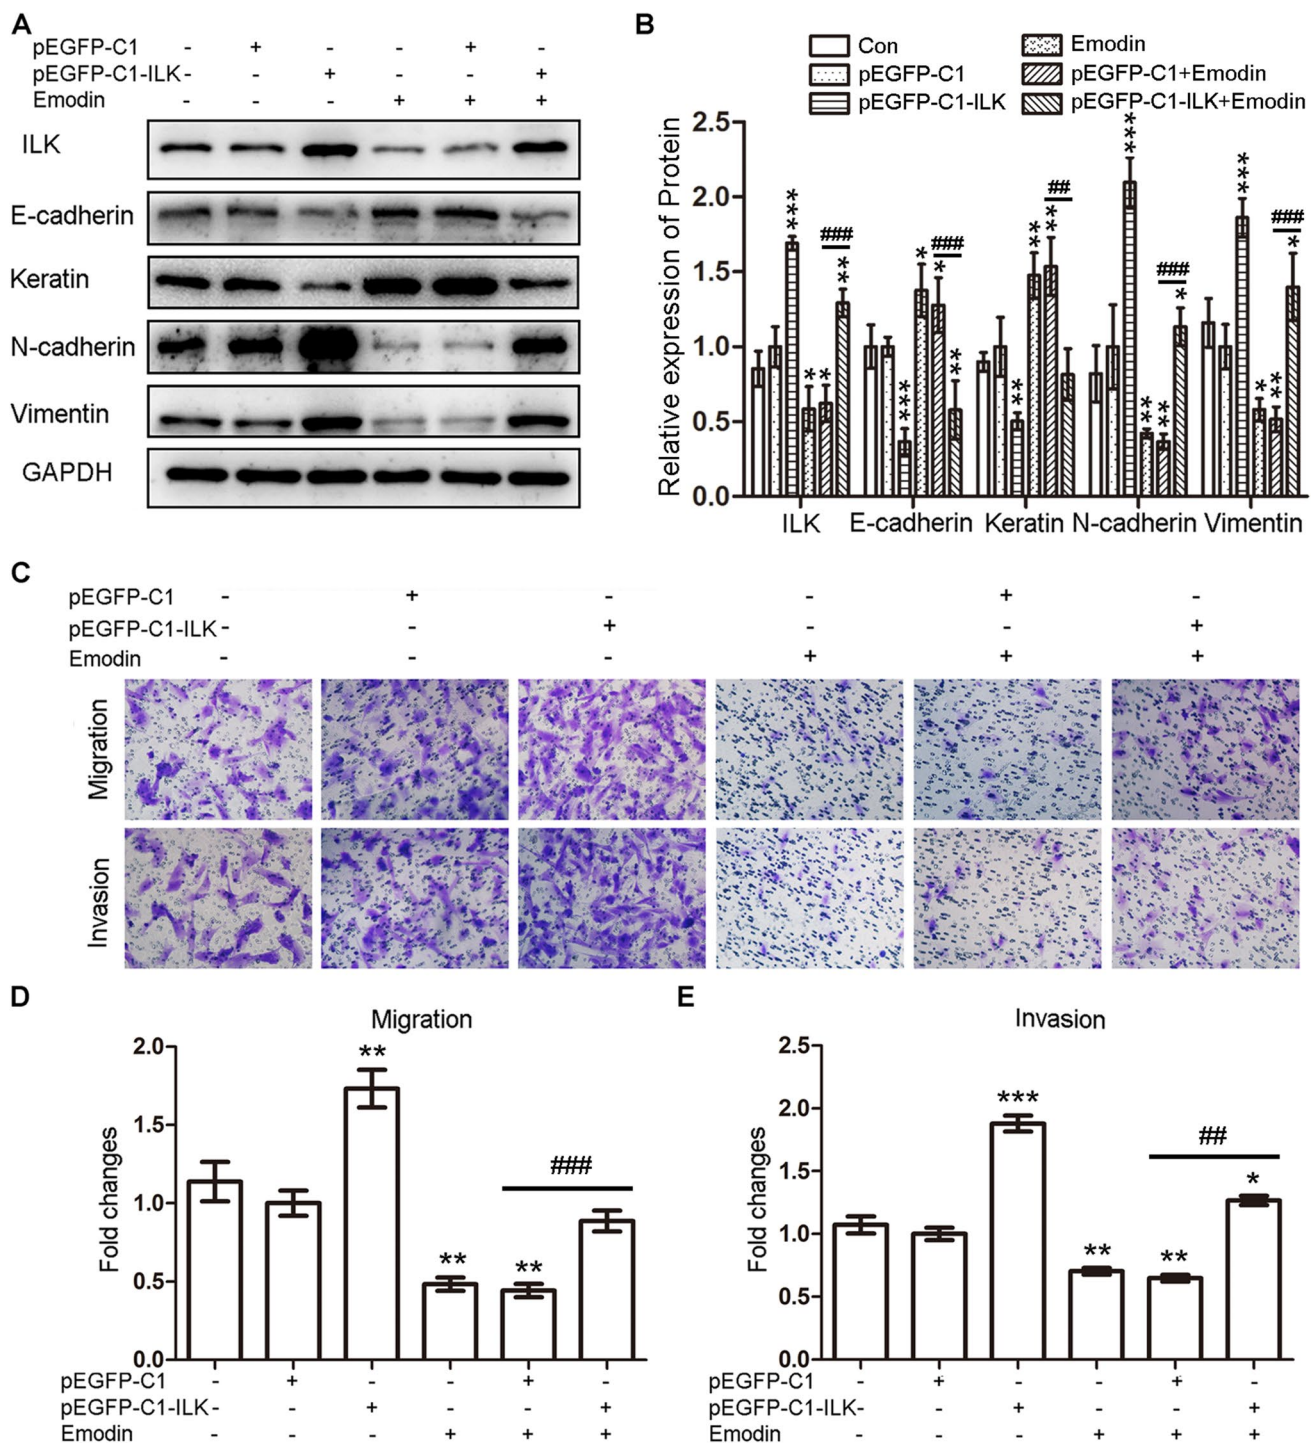 A
pEGFP-C1 - + - - + -
pEGFP-C1-ILK - - + - - +
Emodin - - - + + +
ILK
E-cadherin
Keratin
N-cadherin
Vimentin
GAPDH
B
Con
pEGFP-C1
pEGFP-C1-ILK
Emodin
pEGFP-C1+Emodin
pEGFP-C1-ILK+Emodin
Relative expression of Protein
2.5
2.0
1.5
1.0
0.5
0.0
*** * ** ** ###
*** * * ** ###
** ** ** ##
*** ** ** * ###
*** * ** * ###
ILK E-cadherin Keratin N-cadherin Vimentin
C
pEGFP-C1 - + - - + -
pEGFP-C1-ILK - - + - - +
Emodin - - - + + +
Migration
Invasion
D
Migration
Fold changes
2.0
1.5
1.0
0.5
0.0
** ** ** ###
pEGFP-C1 - + - - + -
pEGFP-C1-ILK - - + - - +
Emodin - - - + + +
E
Invasion
Fold changes
2.5
2.0
1.5
1.0
0.5
0.0
*** ** ** * ##
pEGFP-C1 - + - - + -
pEGFP-C1-ILK - - + - - +
Emodin - - - + + +